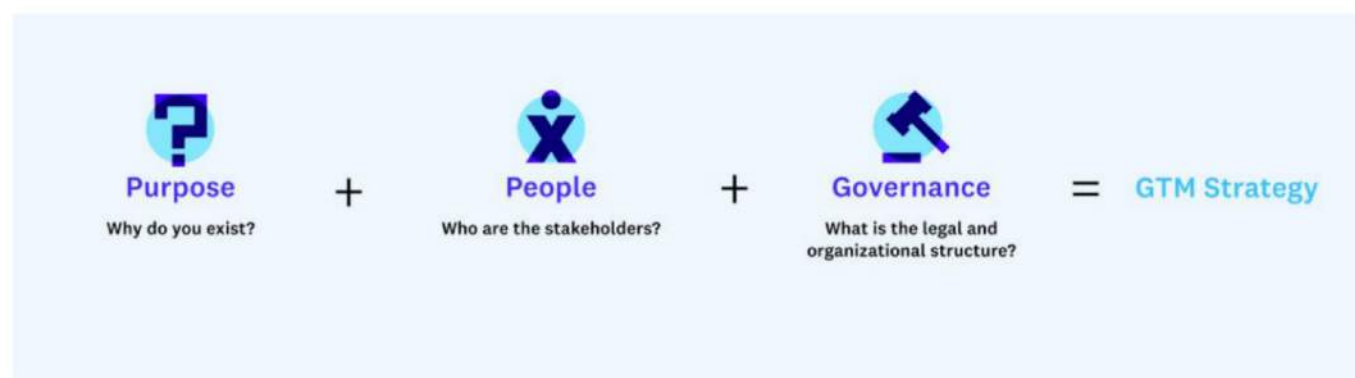 Purpose
Why do you exist?
+
People
Who are the stakeholders?
+
Governance
What is the legal and
organizational structure?
=
GTM Strategy